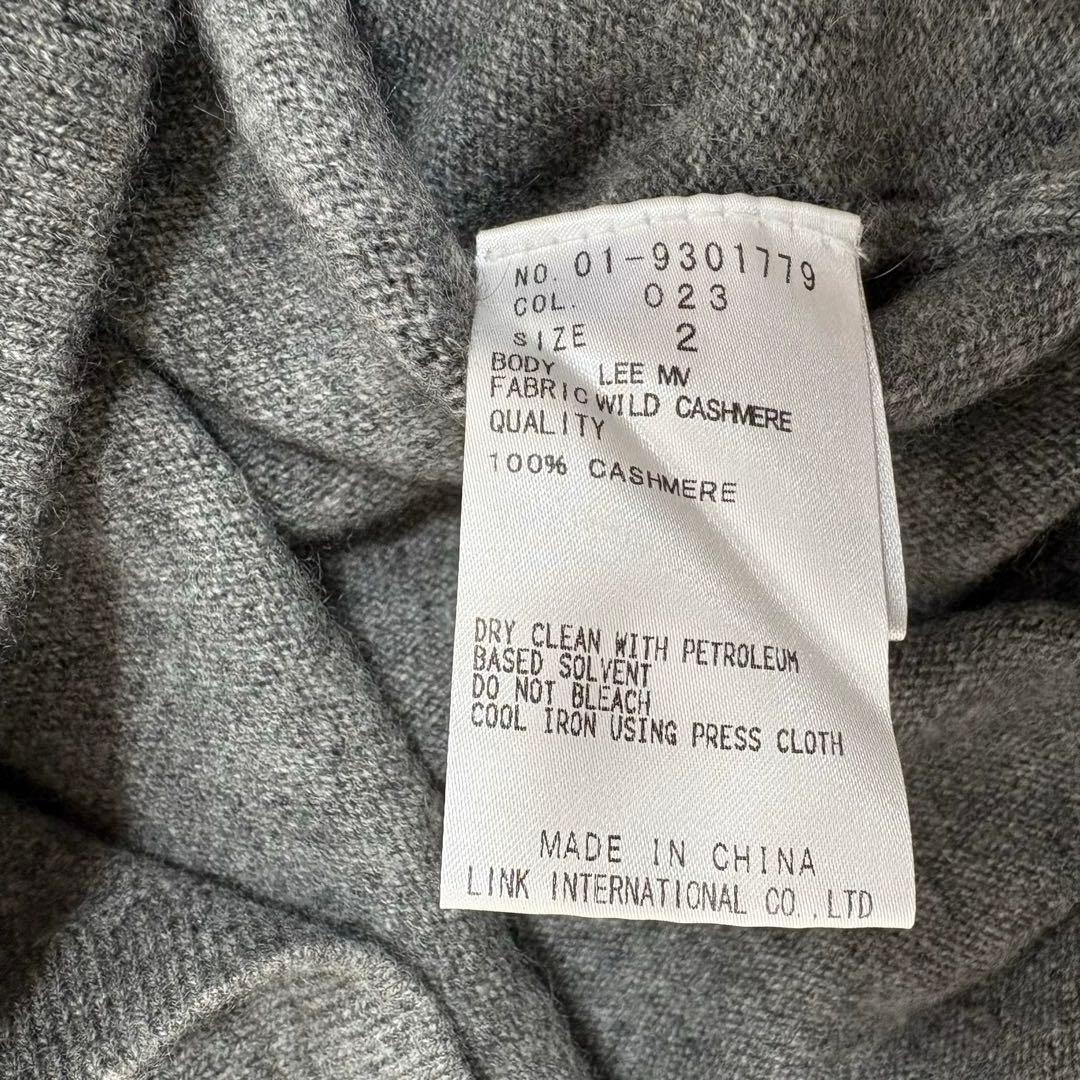 NO. 01-9301779
COL. 023
SIZE 2
BODY LEE MV
FABRIC WILD CASHMERE
QUALITY
100% CASHMERE
DRY CLEAN WITH PETROLEUM
BASED SOLVENT
DO NOT BLEACH
COOL IRON USING PRESS CLOTH
MADE IN CHINA
LINK INTERNATIONAL CO.,LTD